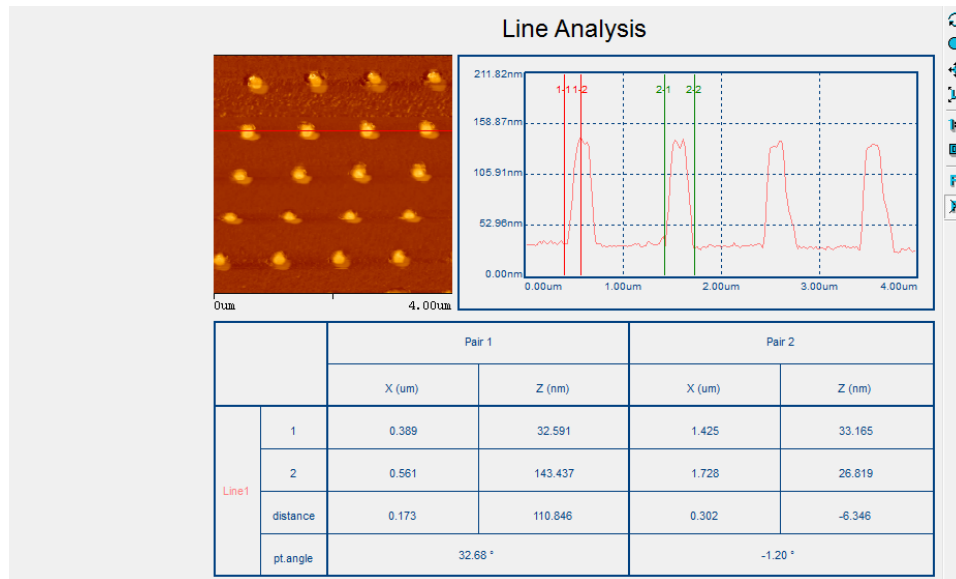 Line Analysis
211.82nm
158.87nm
105.91nm
52.96nm
0.00nm
1-1 1-2 2-1 2-2
0.00um 1.00um 2.00um 3.00um 4.00um
0um 4.00um
Pair 1 Pair 2
X (um) Z (nm) X (um) Z (nm)
Line1
1 0.389 32.591 1.425 33.165
2 0.561 143.437 1.728 26.819
distance 0.173 110.846 0.302 -6.346
pt.angle 32.68 ° -1.20 °